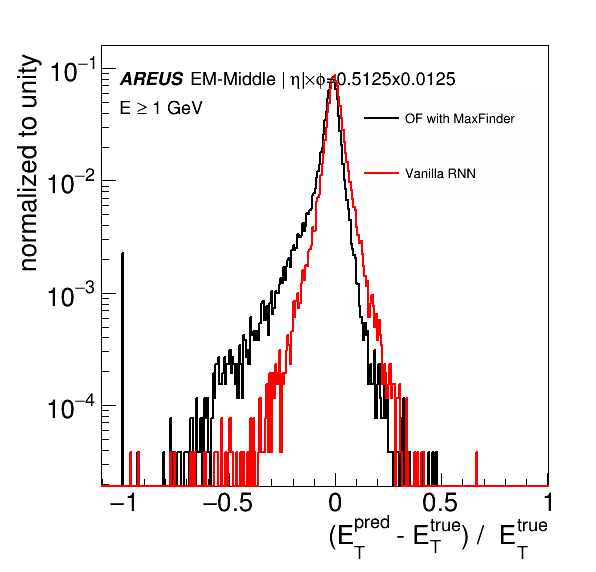 normalized to unity
AREUS EM-Middle | η|×φ=0.5125x0.0125
E ≥ 1 GeV
OF with MaxFinder
Vanilla RNN
10⁻¹
10⁻²
10⁻³
10⁻⁴
−1 −0.5 0 0.5 1
(E_T^pred - E_T^true) / E_T^true